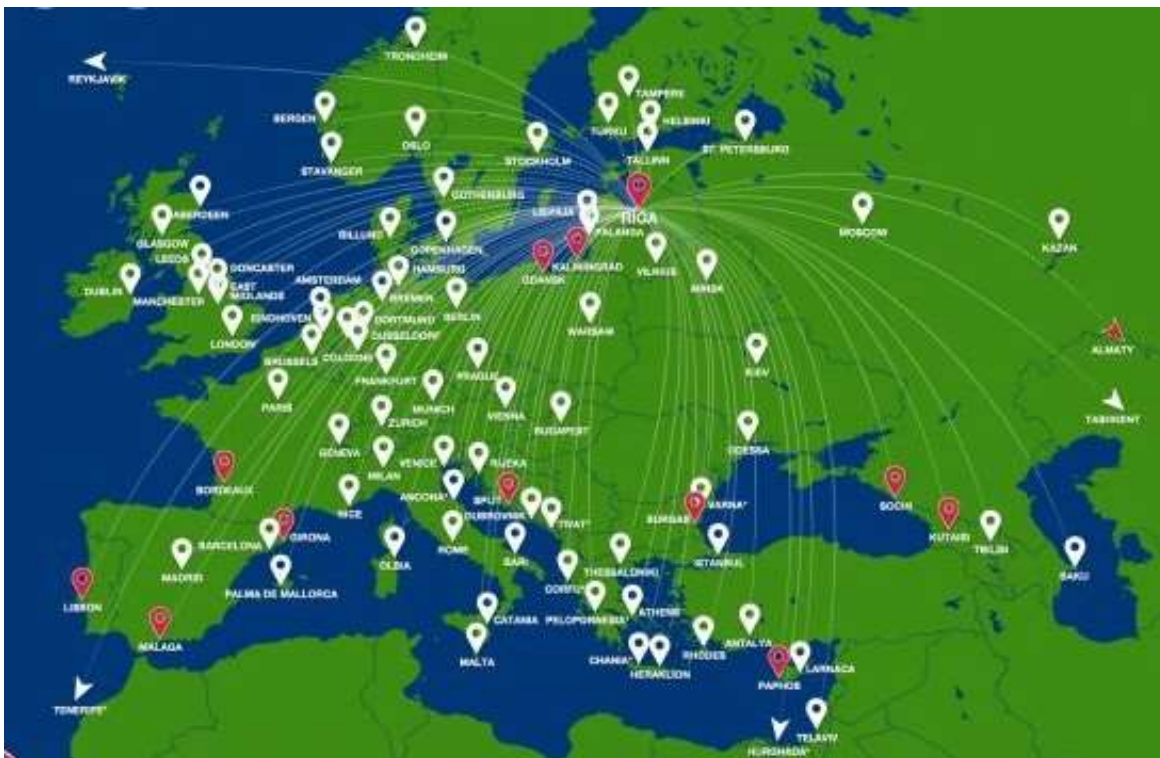 TRONDHEIM
REYKJAVIK
TAMPERE
BERGEN
TURKU
HELSINKI
OSLO
STOCKHOLM
TALLINN
ST. PETERSBURG
STAVANGER
GOTHENBURG
ABERDEEN
LIEPAJA
RIGA
PALANGA
MOSCOW
KAZAN
GLASGOW
BILLUND
COPENHAGEN
VILNIUS
LEEDS
DONCASTER
HAMBURG
GDANSK
KALININGRAD
MINSK
DUBLIN
MANCHESTER
EAST
MIDLANDS
AMSTERDAM
BREMEN
BERLIN
WARSAW
EINDHOVEN
DORTMUND
DUSSELDORF
LONDON
BRUSSELS
COLOGNE
ALMATY
FRANKFURT
PRAGUE
KIEV
PARIS
MUNICH
VIENNA
ZURICH
BUDAPEST
TASHKENT
GENEVA
ODESSA
MILAN
VENICE
RIJEKA
BORDEAUX
ANCONA*
SPLIT
NICE
DUBROVNIK
TIVAT*
BURGAS
VARNA*
SOCHI
BARCELONA
GIRONA
ROME
KUTAISI
TBILISI
MADRID
OLBIA
BARI
ISTANBUL
THESSALONIKI
BAKU
PALMA DE MALLORCA
CORFU*
LISBON
CATANIA
PELOPONNESIA*
ATHENS
MALAGA
MALTA
CHANIA*
HERAKLION
RHODES
ANTALYA
LARNACA
PAPHOS
TENERIFE*
TEL AVIV
HURGHADA*